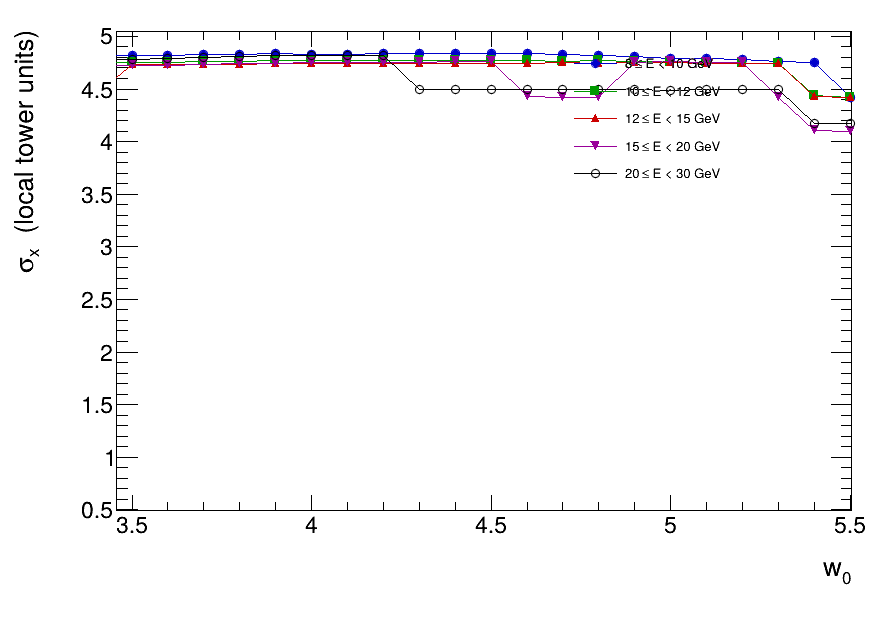 σx (local tower units)
5
4.5
4
3.5
3
2.5
2
1.5
1
0.5
8 ≤ E < 10 GeV
10 ≤ E < 12 GeV
12 ≤ E < 15 GeV
15 ≤ E < 20 GeV
20 ≤ E < 30 GeV
3.5 4 4.5 5 5.5
w0